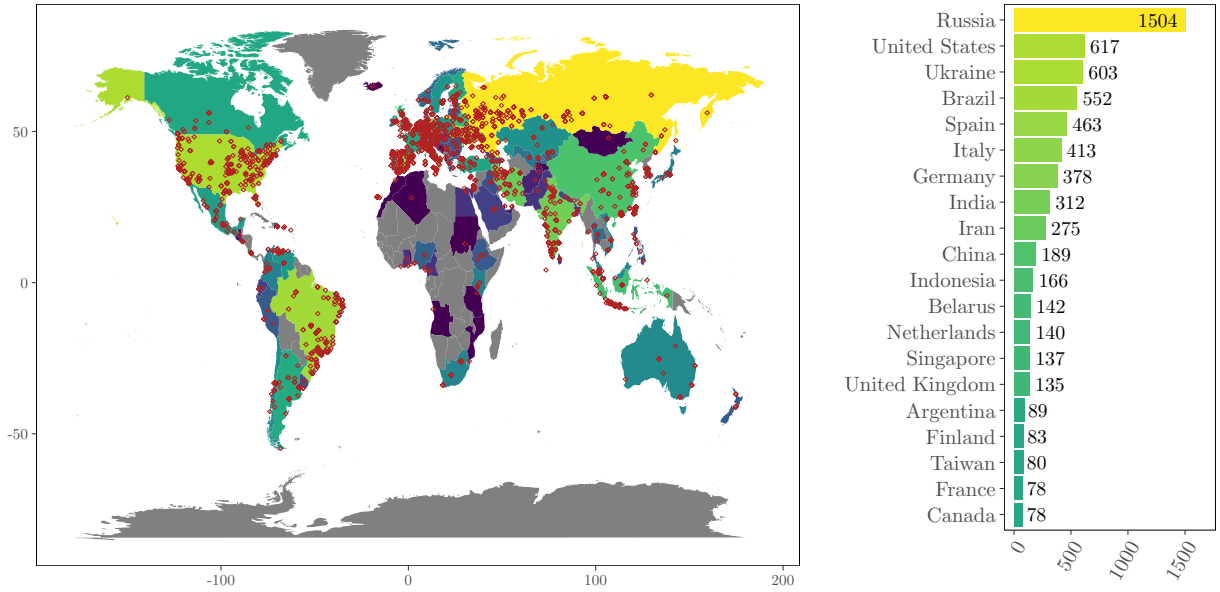 50
0
-50
-100
0
100
200
Russia 1504
United States 617
Ukraine 603
Brazil 552
Spain 463
Italy 413
Germany 378
India 312
Iran 275
China 189
Indonesia 166
Belarus 142
Netherlands 140
Singapore 137
United Kingdom 135
Argentina 89
Finland 83
Taiwan 80
France 78
Canada 78
0
500
1000
1500